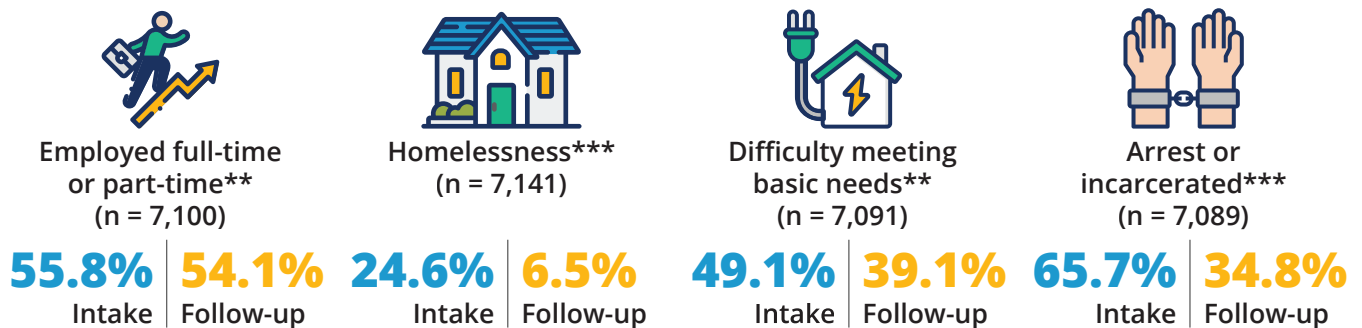 Employed full-time
or part-time**
(n = 7,100)
55.8% 54.1%
Intake Follow-up
Homelessness***
(n = 7,141)
24.6% 6.5%
Intake Follow-up
Difficulty meeting
basic needs**
(n = 7,091)
49.1% 39.1%
Intake Follow-up
Arrest or
incarcerated***
(n = 7,089)
65.7% 34.8%
Intake Follow-up